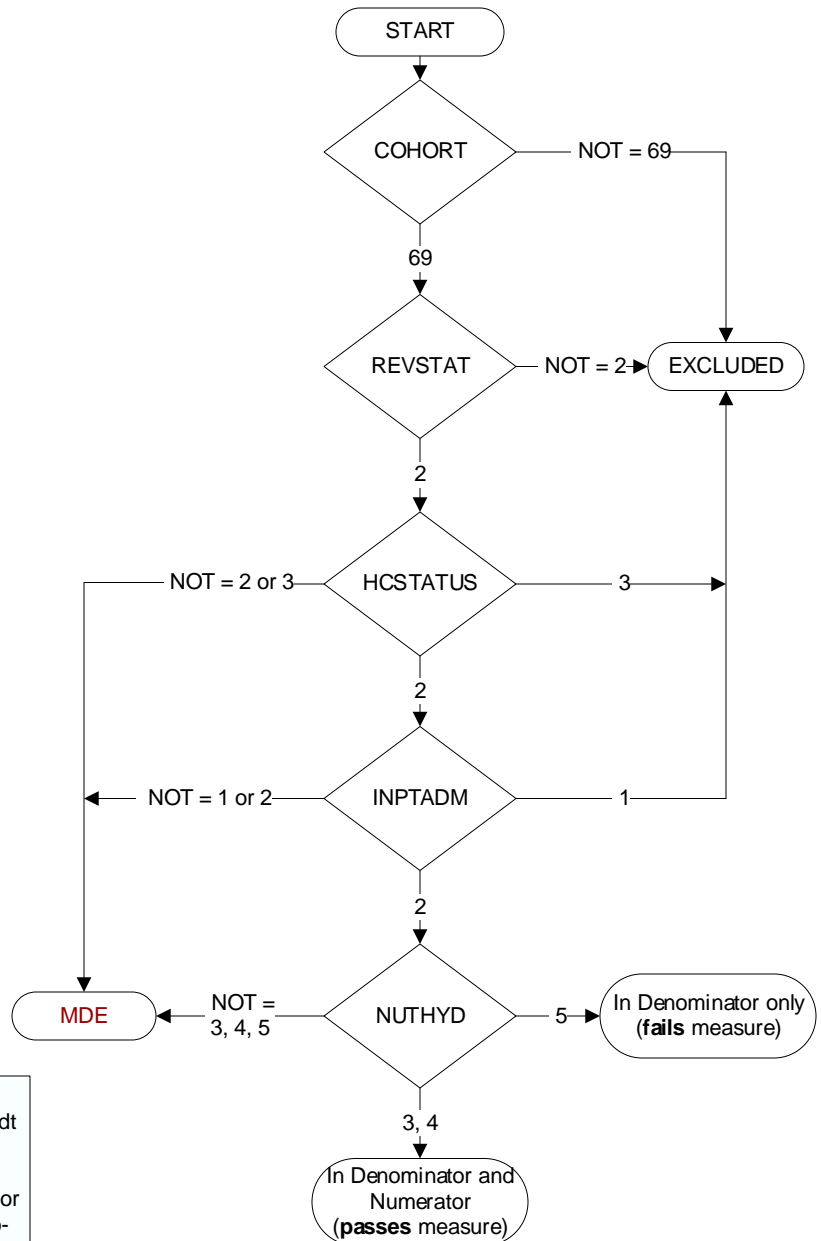 START
COHORT
NOT = 69
69
REVSTAT
NOT = 2
EXCLUDED
2
NOT = 2 or 3
HCSTATUS
3
2
NOT = 1 or 2
INPTADM
1
2
MDE
NOT =
3, 4, 5
NUTHYD
5
In Denominator only
(fails measure)
3, 4
In Denominator and
Numerator
(passes measure)
dt
or